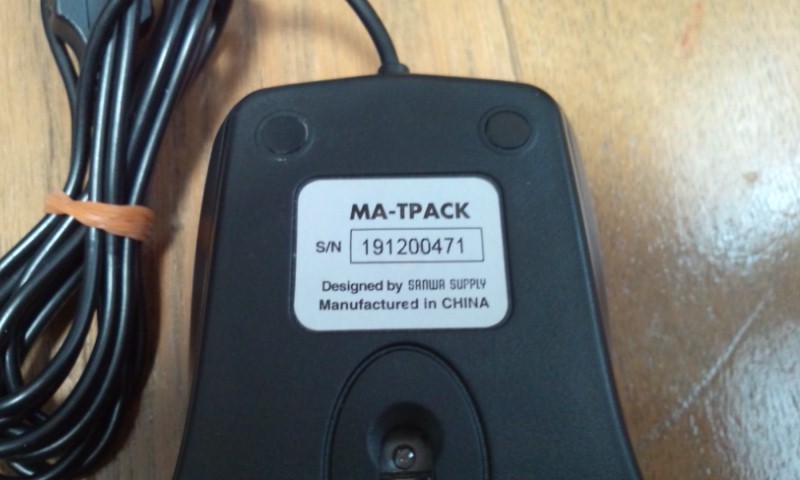 MA-TPACK
S/N 191200471
Designed by SANWA SUPPLY
Manufactured in CHINA